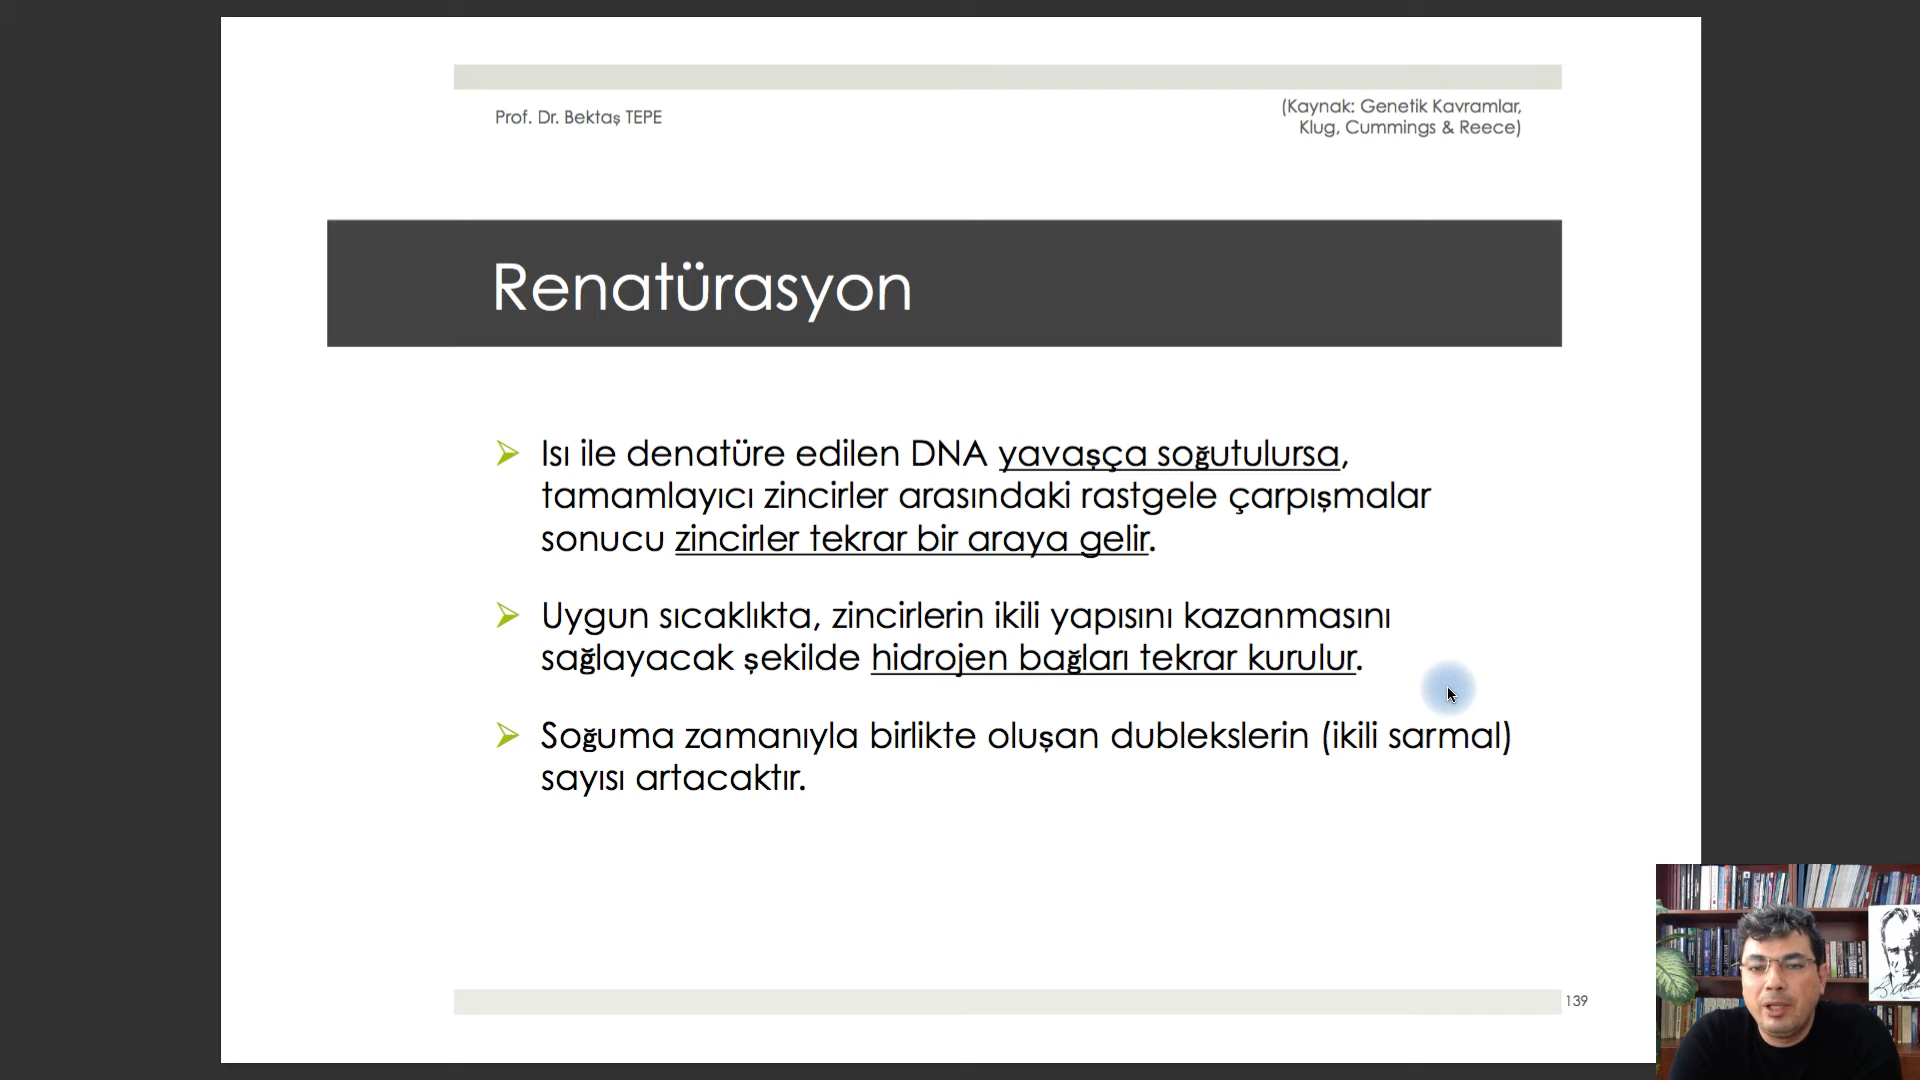 Prof. Dr. Bektaş TEPE
(Kaynak: Genetik Kavramlar,
Klug, Cummings & Reece)
Renatürasyon
Isı ile denatüre edilen DNA yavaşça soğutulursa,
tamamlayıcı zincirler arasındaki rastgele çarpışmalar
sonucu zincirler tekrar bir araya gelir.
Uygun sıcaklıkta, zincirlerin ikili yapısını kazanmasını
sağlayacak şekilde hidrojen bağları tekrar kurulur.
Soğuma zamanıyla birlikte oluşan dublekslerin (ikili sarmal)
sayısı artacaktır.
139